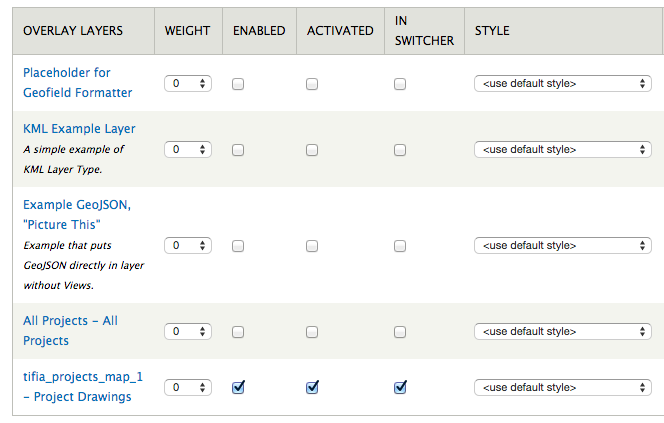 OVERLAY LAYERS WEIGHT ENABLED ACTIVATED IN SWITCHER STYLE
Placeholder for
Geofield Formatter
0
<use default style>
KML Example Layer
A simple example of
KML Layer Type.
0
<use default style>
Example GeoJSON,
"Picture This"
Example that puts
GeoJSON directly in layer
without Views.
0
<use default style>
All Projects – All
Projects
0
<use default style>
tifia_projects_map_1
– Project Drawings
0
<use default style>